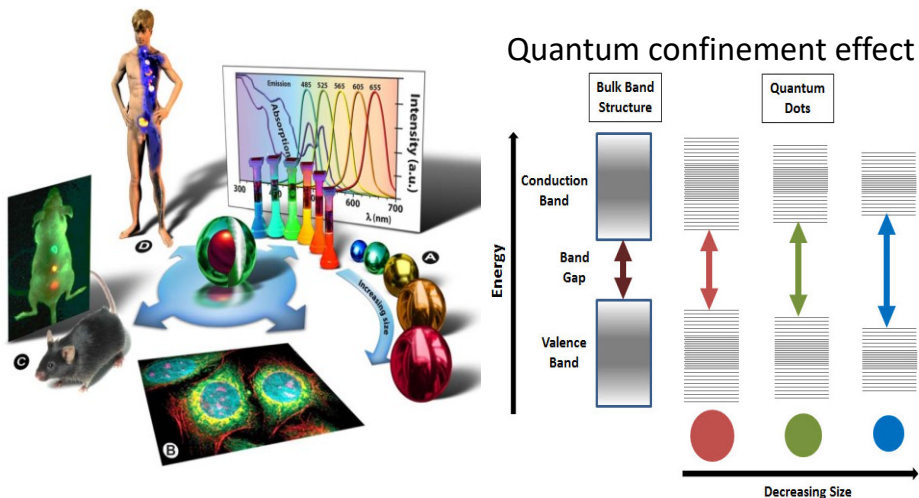 Quantum confinement effect
Emission
485 525 565 605 655
Absorption
Intensity (a.u.)
300
600
700
λ (nm)
A
B
C
D
Increasing size
Bulk Band
Structure
Quantum
Dots
Energy
Conduction
Band
Band
Gap
Valence
Band
Decreasing Size